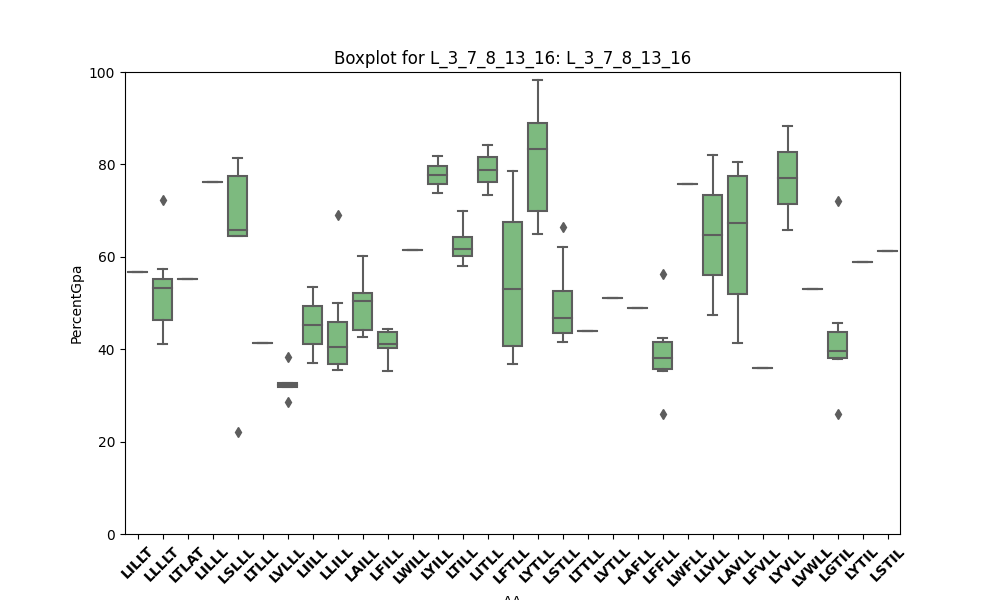 Boxplot for L_3_7_8_13_16: L_3_7_8_13_16
PercentGpa
100
80
60
40
20
0
LILLT LLLLT LTLAT LILLL LSLLL LTLLL LVLLL LIILL LLILL LAILL LFILL LWILL LYILL LTILL LITLL LFTLL LYTLL LSTLL LTTLL LVTLL LAFLL LFFLL LWFLL LLVLL LAVLL LFVLL LYVLL LVWLL LGTIL LYTIL LSTIL
AA